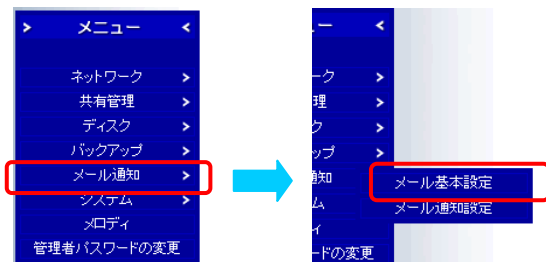 > メニュー <
ネットワーク >
共有管理 >
ディスク >
バックアップ >
メール通知 >
システム >
メロディ
管理者パスワードの変更
ー <
ーク >
理 >
ク >
ップ >
通知
メール基本設定
ム
メール通知設定
ィ
ードの変更